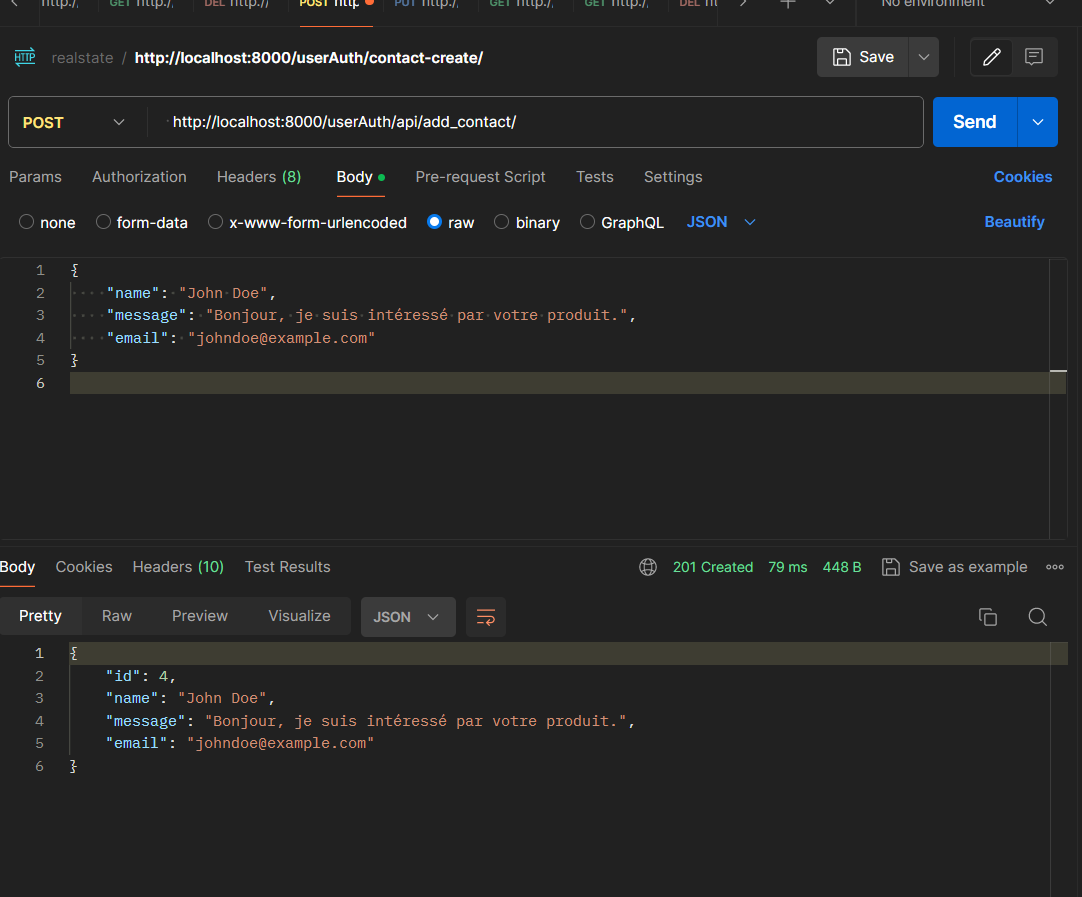 http:/, GET http:/, DEL http:// POST http PUT http:/, GET http:/, GET http:/, DEL No environment
HTTP realstate / http://localhost:8000/userAuth/contact-create/ Save
POST http://localhost:8000/userAuth/api/add_contact/ Send
Params Authorization Headers (8) Body Pre-request Script Tests Settings Cookies
none form-data x-www-form-urlencoded raw binary GraphQL JSON Beautify
1 {
2 "name": "John Doe",
3 "message": "Bonjour, je suis intéressé par votre produit.",
4 "email": "johndoe@example.com"
5 }
6
Body Cookies Headers (10) Test Results 201 Created 79 ms 448 B Save as example
Pretty Raw Preview Visualize JSON
1 {
2 "id": 4,
3 "name": "John Doe",
4 "message": "Bonjour, je suis intéressé par votre produit.",
5 "email": "johndoe@example.com"
6 }